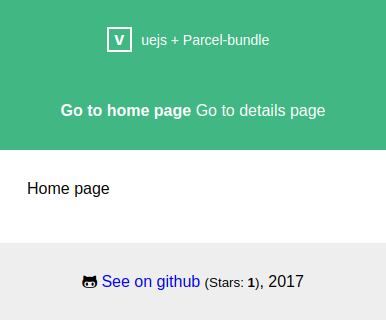 V uejs + Parcel-bundle
Go to home page Go to details page
Home page
See on github (Stars: 1), 2017